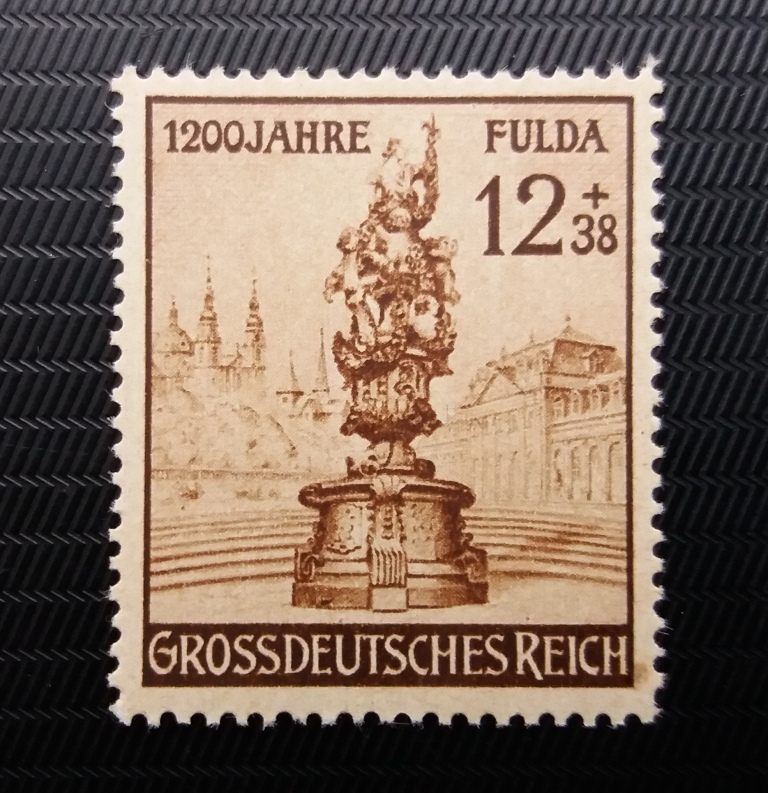 1200JAHRE FULDA
12+38
GROSSDEUTSCHES REICH